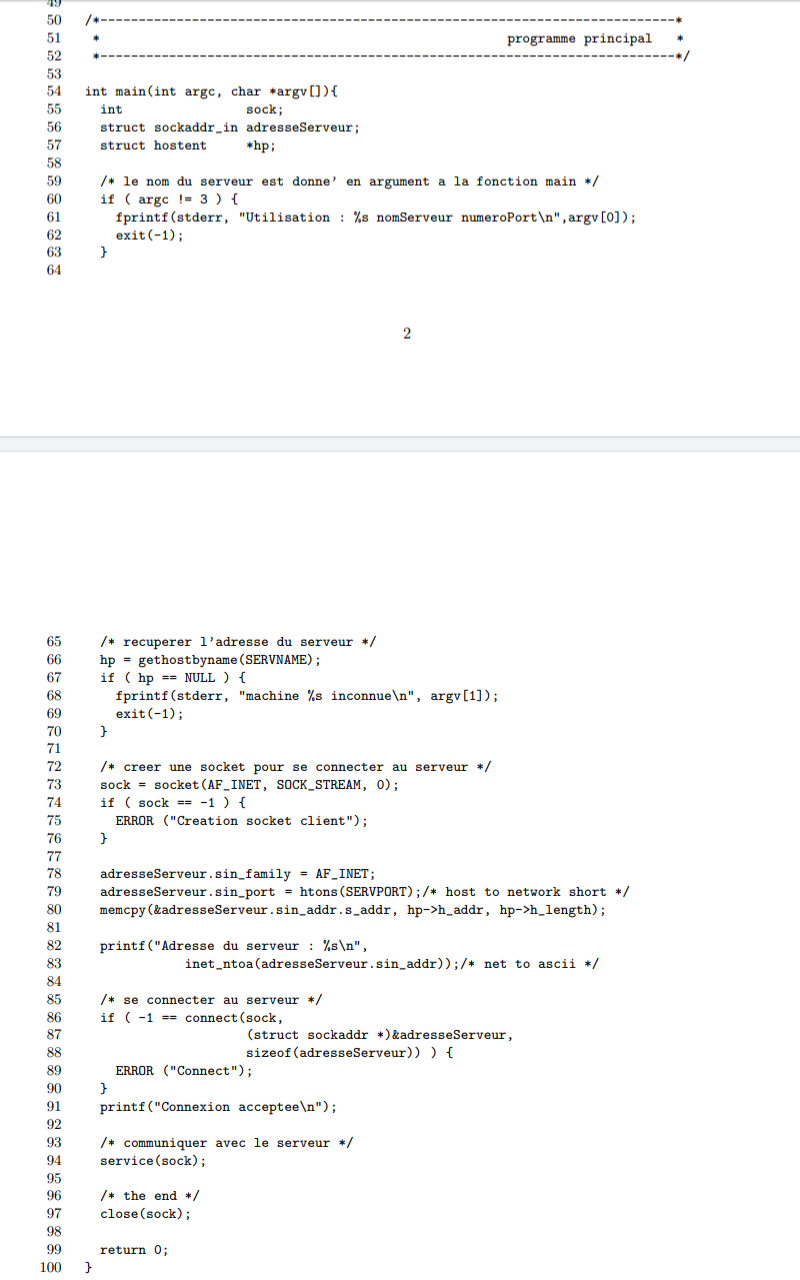 49
50 /*---------------------------------------------------------------------------*
51 * programme principal *
52 *---------------------------------------------------------------------------*/
53
54 int main(int argc, char *argv[]){
55 int sock;
56 struct sockaddr_in adresseServeur;
57 struct hostent *hp;
58
59 /* le nom du serveur est donne’ en argument a la fonction main */
60 if ( argc != 3 ) {
61 fprintf(stderr, "Utilisation : %s nomServeur numeroPort\n",argv[0]);
62 exit(-1);
63 }
64
2
65 /* recuperer l’adresse du serveur */
66 hp = gethostbyname(SERVNAME);
67 if ( hp == NULL ) {
68 fprintf(stderr, "machine %s inconnue\n", argv[1]);
69 exit(-1);
70 }
71
72 /* creer une socket pour se connecter au serveur */
73 sock = socket(AF_INET, SOCK_STREAM, 0);
74 if ( sock == -1 ) {
75 ERROR ("Creation socket client");
76 }
77
78 adresseServeur.sin_family = AF_INET;
79 adresseServeur.sin_port = htons(SERVPORT);/* host to network short */
80 memcpy(&adresseServeur.sin_addr.s_addr, hp->h_addr, hp->h_length);
81
82 printf("Adresse du serveur : %s\n",
83 inet_ntoa(adresseServeur.sin_addr));/* net to ascii */
84
85 /* se connecter au serveur */
86 if ( -1 == connect(sock,
87 (struct sockaddr *)&adresseServeur,
88 sizeof(adresseServeur)) ) {
89 ERROR ("Connect");
90 }
91 printf("Connexion acceptee\n");
92
93 /* communiquer avec le serveur */
94 service(sock);
95
96 /* the end */
97 close(sock);
98
99 return 0;
100 }